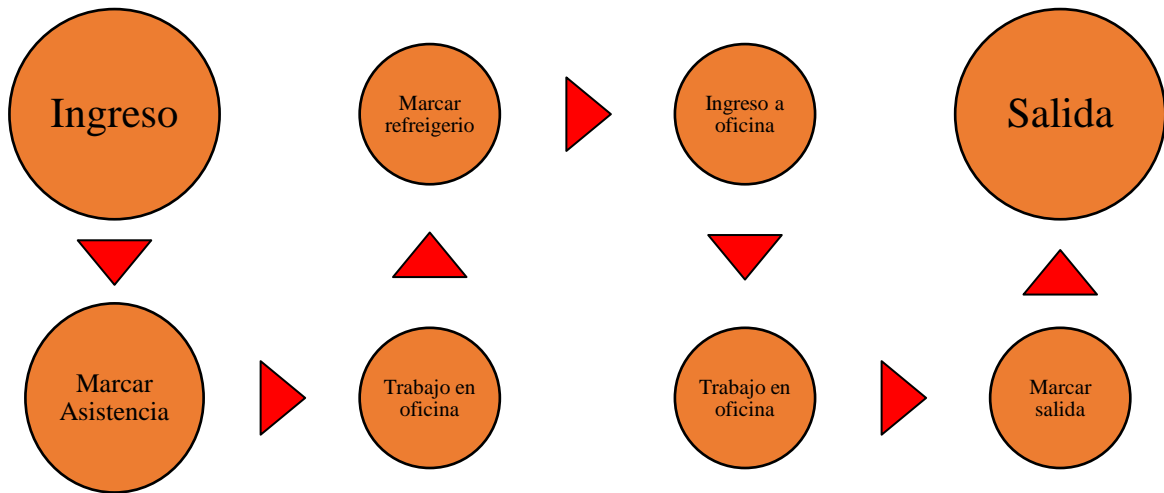 Ingreso
Marcar
Asistencia
Trabajo en
oficina
Marcar
refreigerio
Ingreso a
oficina
Trabajo en
oficina
Marcar
salida
Salida